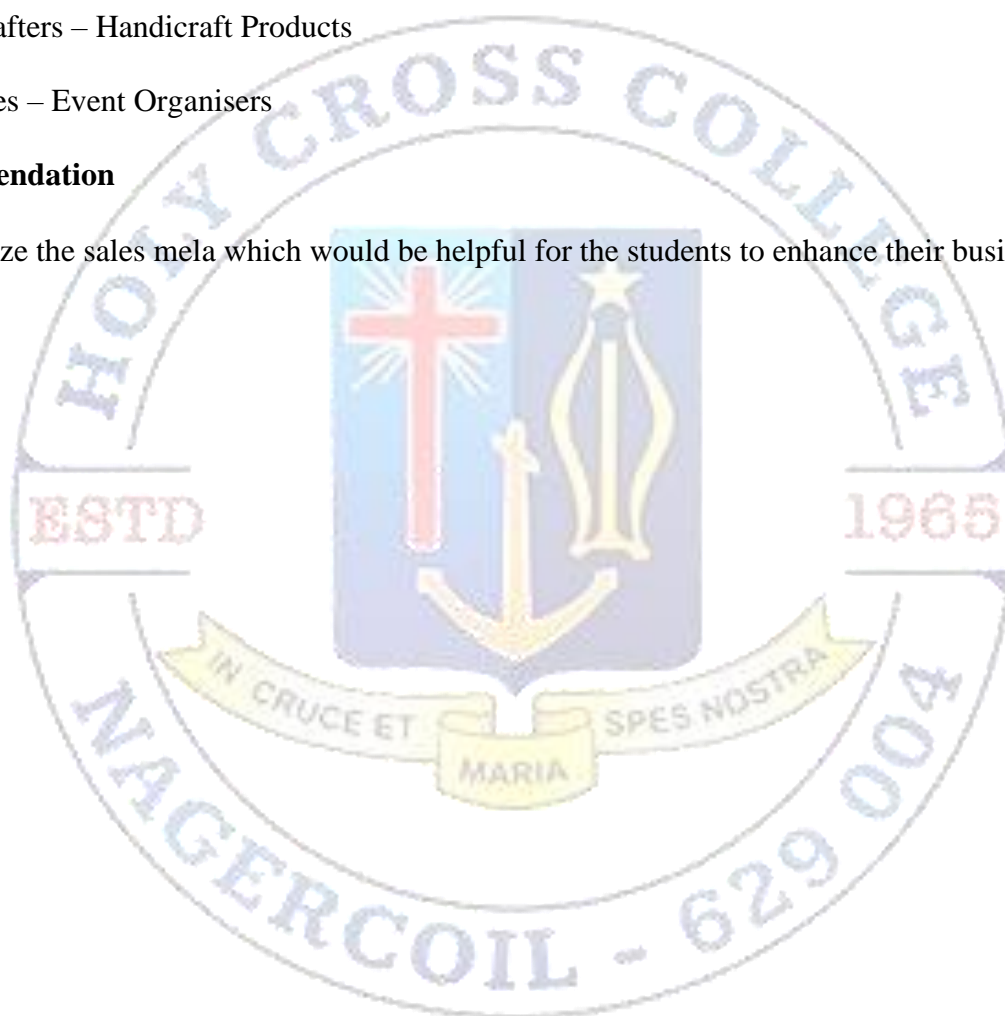 afters – Handicraft Products
es – Event Organisers
endation
ze the sales mela which would be helpful for the students to enhance their busi
HOLY CROSS COLLEGE
ESTD 1965
IN CRUCE ET MARIA SPES NOSTRA
NAGERCOIL - 629 004